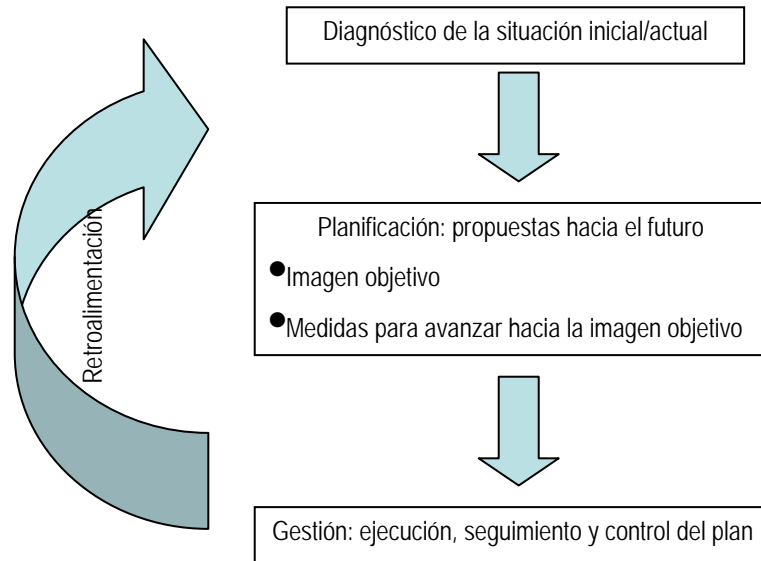 Diagnóstico de la situación inicial/actual
Planificación: propuestas hacia el futuro
●Imagen objetivo
●Medidas para avanzar hacia la imagen objetivo
Retroalimentación
Gestión: ejecución, seguimiento y control del plan